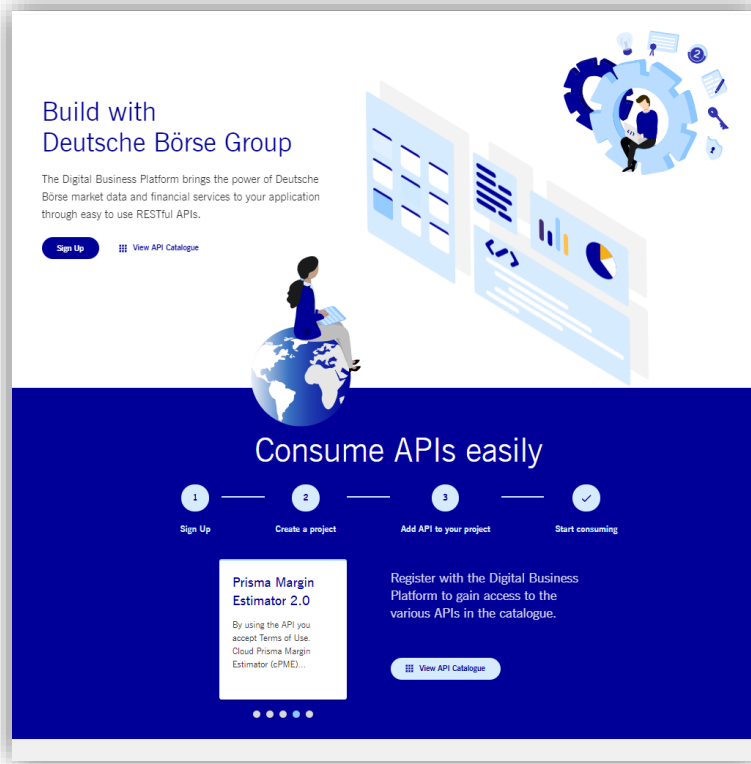 Build with
Deutsche Börse Group
The Digital Business Platform brings the power of Deutsche
Börse market data and financial services to your application
through easy to use RESTful APIs.
Sign Up
View API Catalogue
2
Consume APIs easily
1
2
3
Sign Up
Create a project
Add API to your project
Start consuming
Prisma Margin
Estimator 2.0
By using the API you
accept Terms of Use.
Cloud Prisma Margin
Estimator (cPME)...
Register with the Digital Business
Platform to gain access to the
various APIs in the catalogue.
View API Catalogue